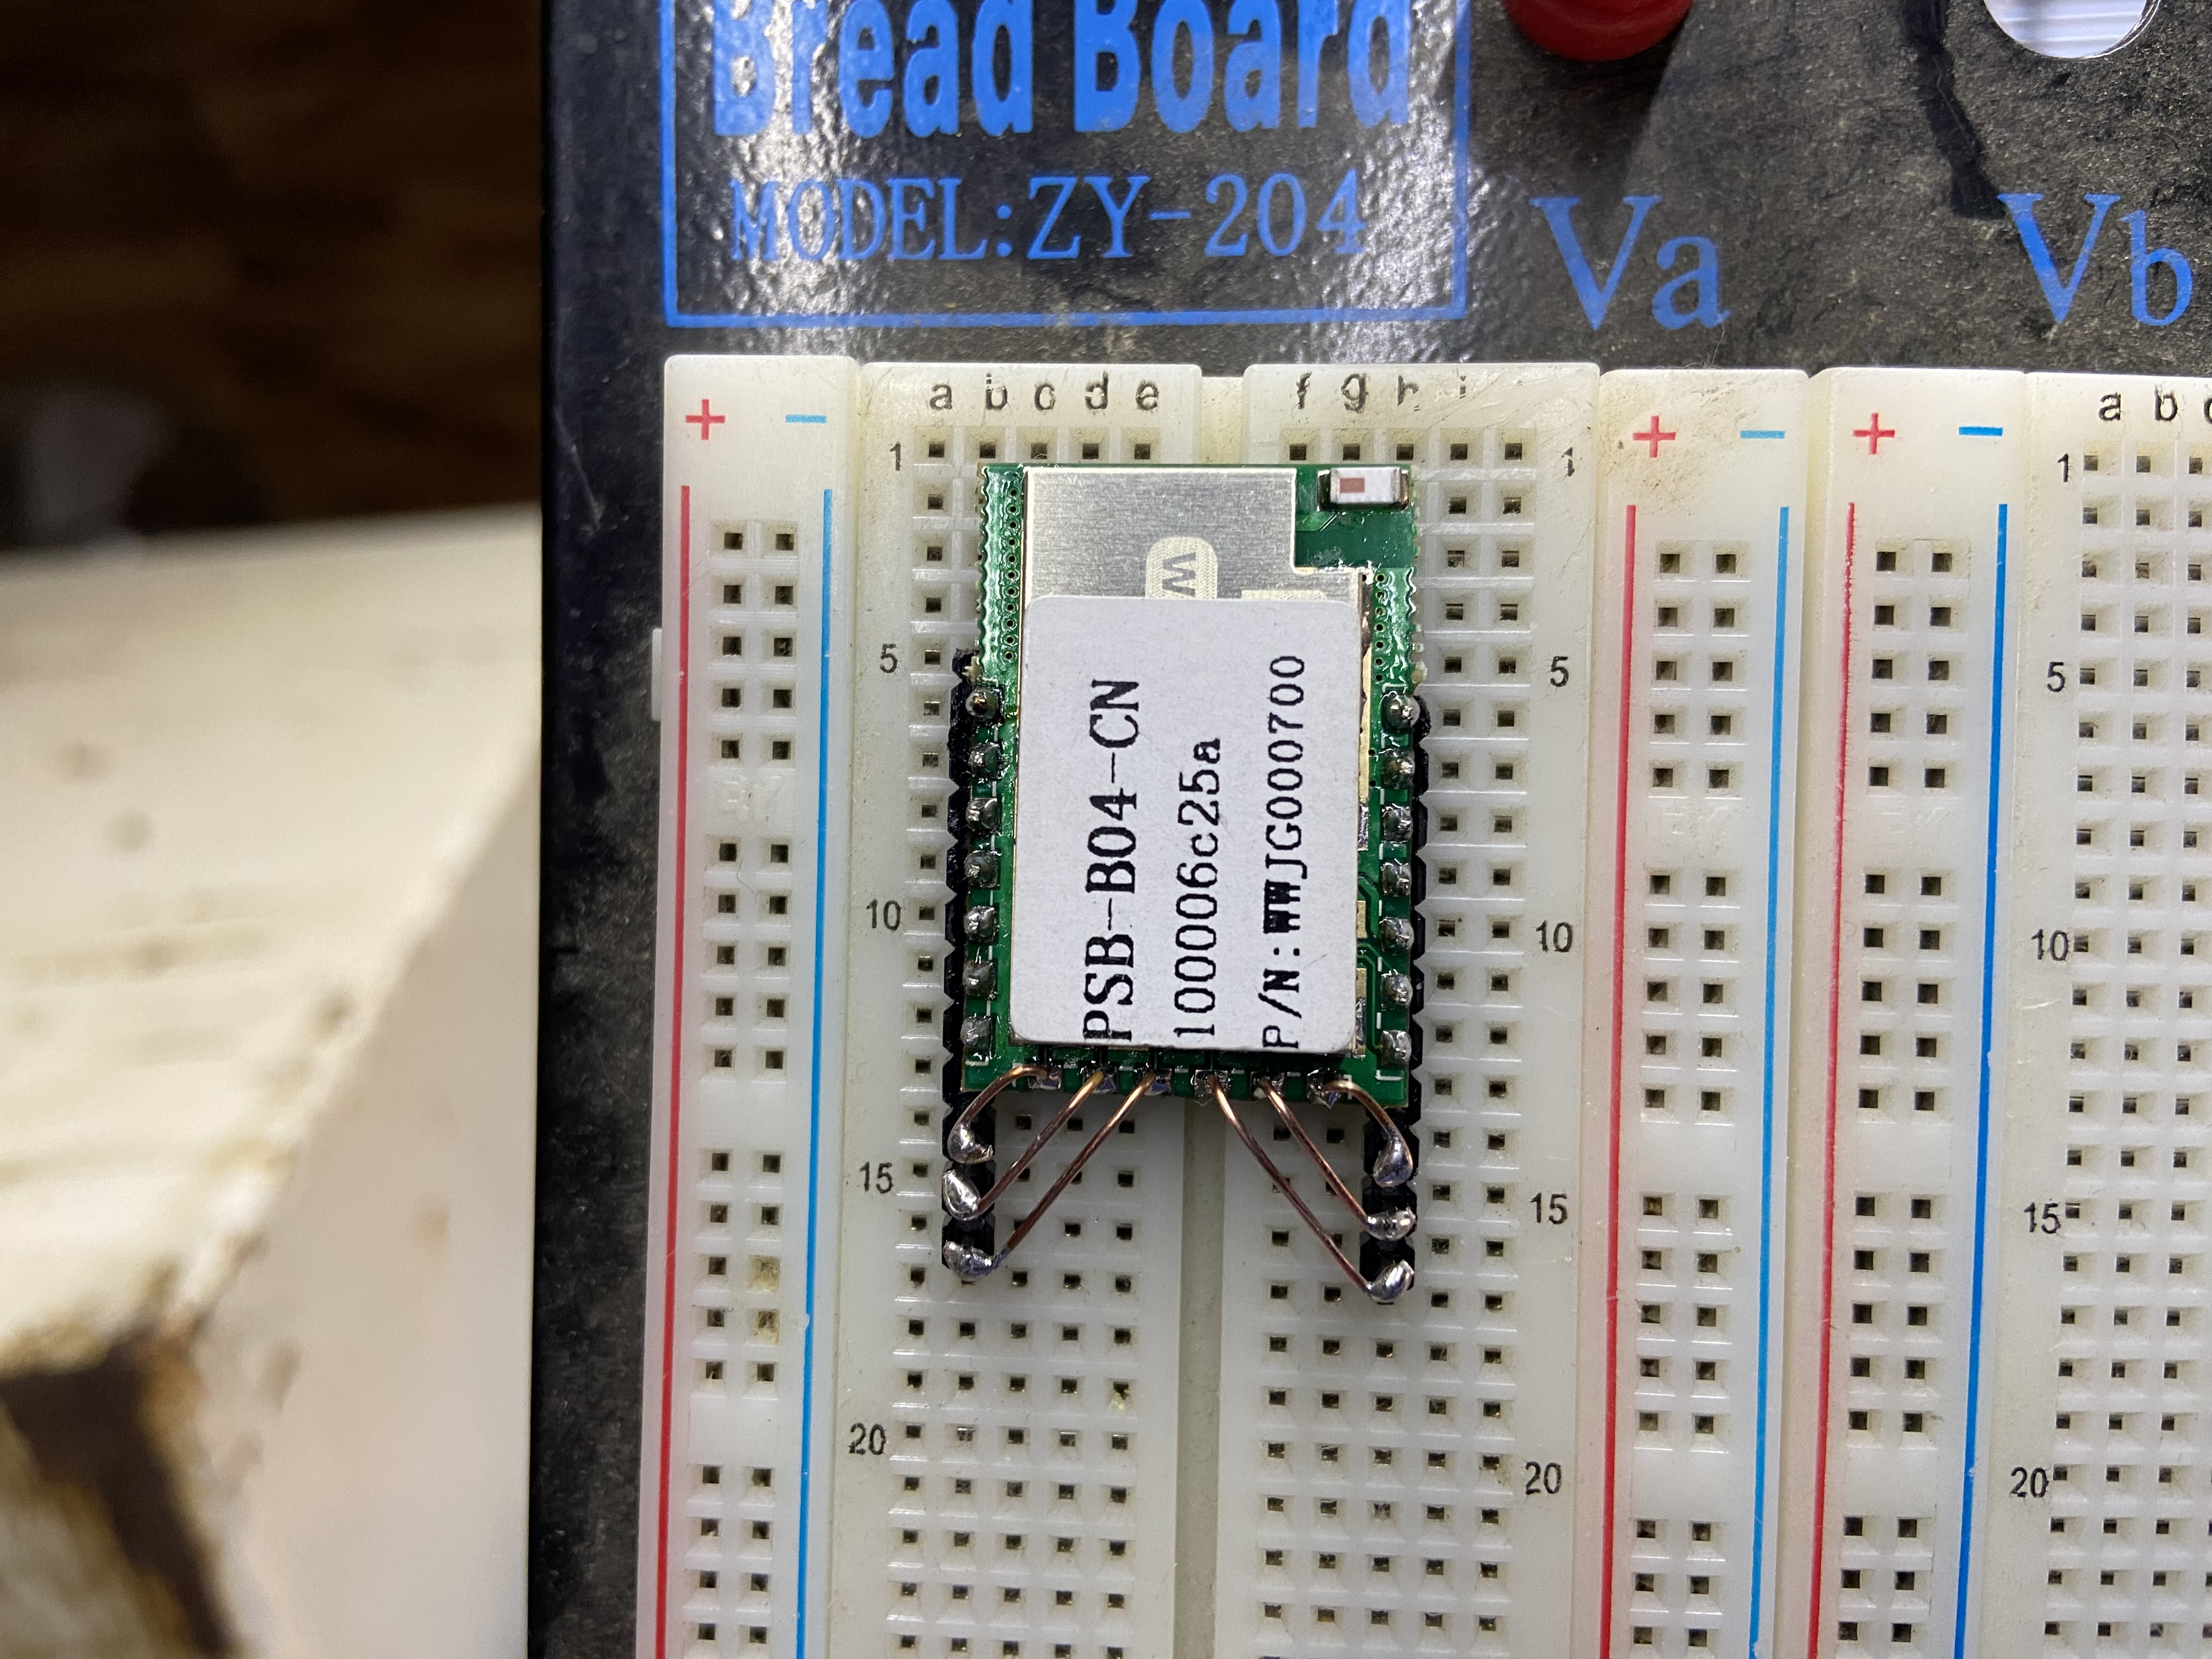 Bread Board
MODEL:ZY-204
Va
Vb
a b c d e
f g h i
a b c
+ −
+ −
+ −
1
1
1
5
5
5
10
10
10
15
15
15
20
20
20
W
PSB-B04-CN
100006c25a
P/N:WWJG000700